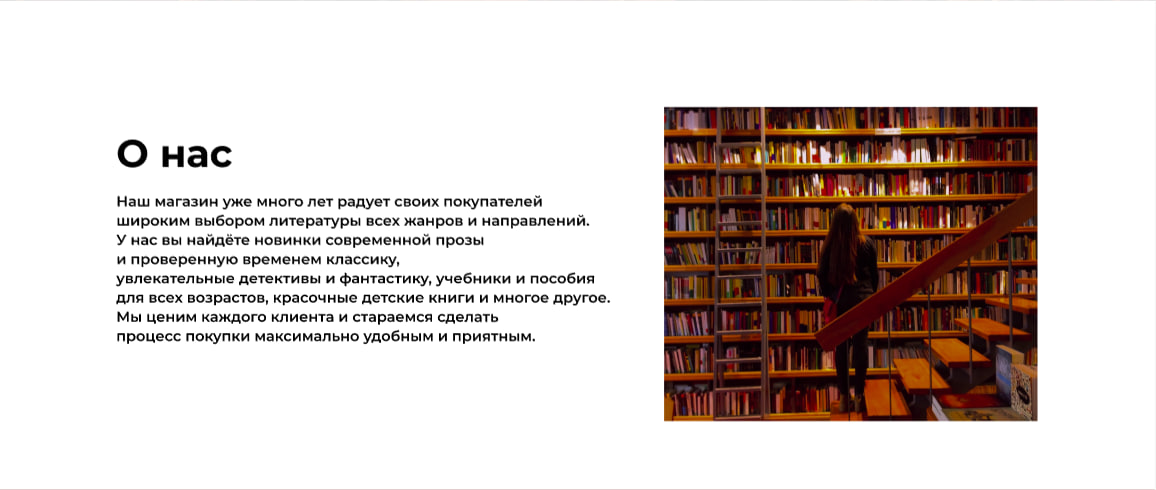 О нас
Наш магазин уже много лет радует своих покупателей
широким выбором литературы всех жанров и направлений.
У нас вы найдёте новинки современной прозы
и проверенную временем классику,
увлекательные детективы и фантастику, учебники и пособия
для всех возрастов, красочные детские книги и многое другое.
Мы ценим каждого клиента и стараемся сделать
процесс покупки максимально удобным и приятным.